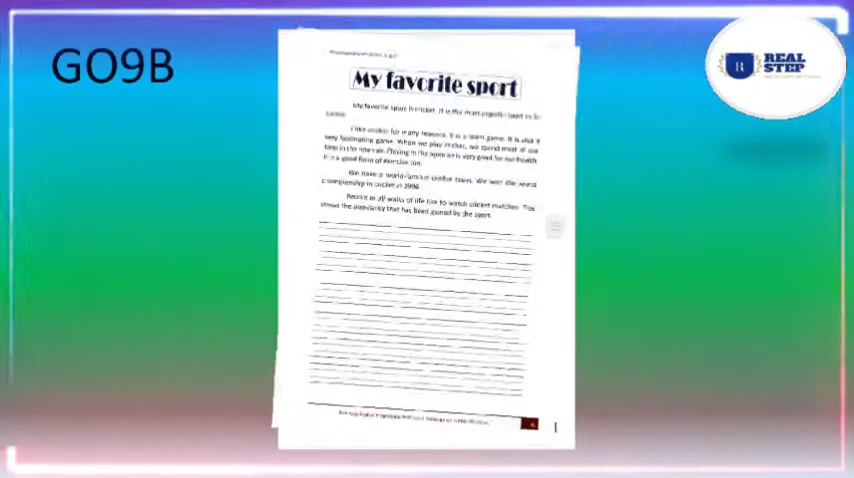 GO9B
REAL
STEP
My favorite sport
My favorite sport is cricket. It is the most popular sport in Sri
Lanka.
I like cricket for many reasons. It is a team game. It is also a
very fascinating game. When we play cricket, we spend most of our
time in the intervals. Playing in the open air is very good for our health
It is a good form of exercise too.
We have a world-famous cricket team. We won the world
championship in cricket in 1996
People in all walks of life like to watch cricket matches. This
shows the popularity that has been gained by the sport.